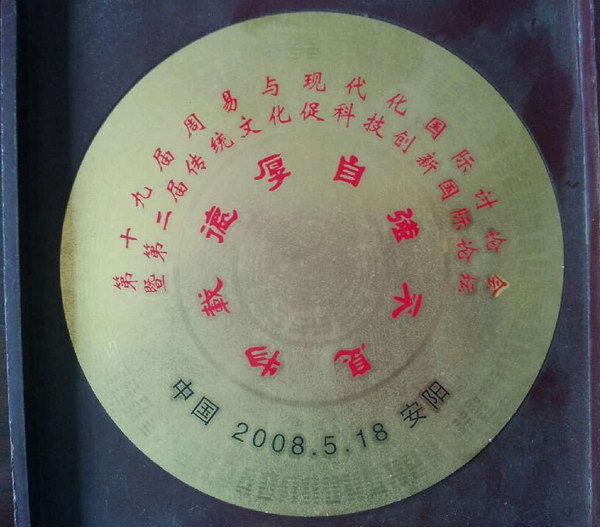 第十九届周易与现代化国际讨论会
暨第二届传统文化促科技创新国际论坛
自强不息
厚德载物
中国 2008.5.18 安阳